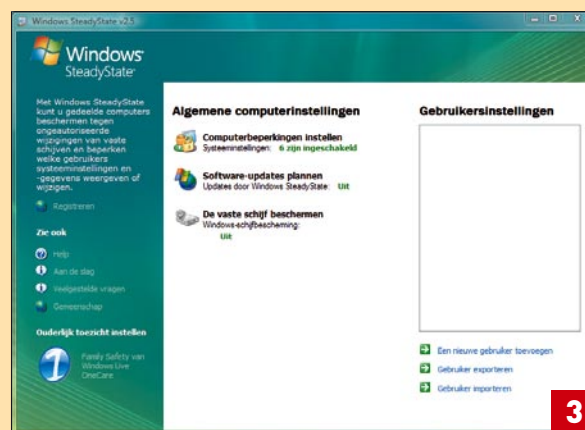 Windows SteadyState v2.5
Windows
SteadyState
Met Windows SteadyState
kunt u gedeelde computers
beschermen tegen
ongeautoriseerde
wijzigingen van vaste
schijven en beperken
welke gebruikers
systeeminstellingen en
-gegevens weergeven of
wijzigen.
Registreren
Zie ook
Help
Aan de slag
Veelgestelde vragen
Gemeenschap
Ouderlijk toezicht instellen
Family Safety van
Windows Live
OneCare
Algemene computerinstellingen
Computerbeperkingen instellen
Systeeminstellingen: 6 zijn ingeschakeld
Software-updates plannen
Updates door Windows SteadyState: Uit
De vaste schijf beschermen
Windows-schijfbescherming:
Uit
Gebruikersinstellingen
Een nieuwe gebruiker toevoegen
Gebruiker exporteren
Gebruiker importeren
3